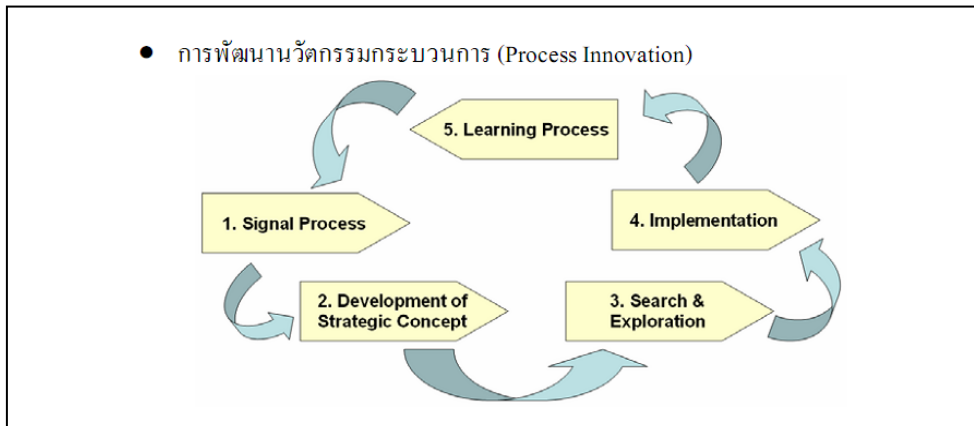 ● การพัฒนานวัตกรรมกระบวนการ (Process Innovation)
5. Learning Process
1. Signal Process
4. Implementation
2. Development of
Strategic Concept
3. Search &
Exploration